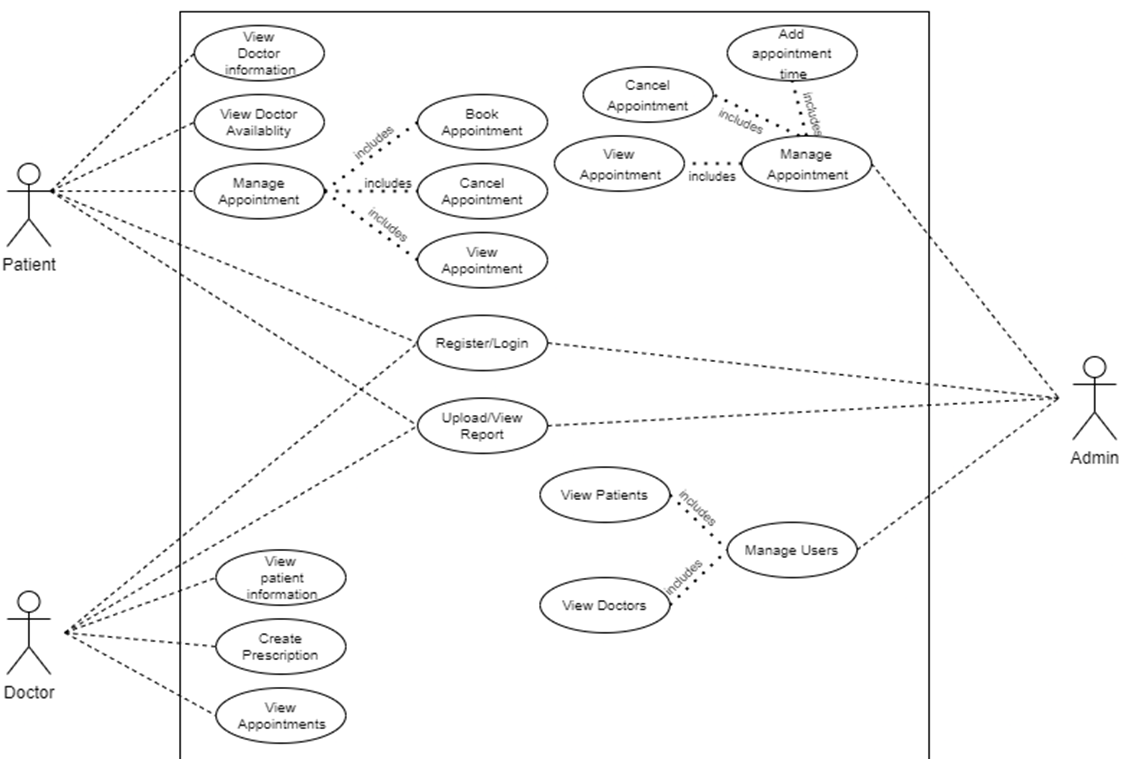 View
Doctor
information
View Doctor
Availablity
Manage
Appointment
includes
includes
includes
Book
Appointment
Cancel
Appointment
View
Appointment
Add
appointment
time
Cancel
Appointment
includes
includes
View
Appointment
includes
Manage
Appointment
Patient
Register/Login
Upload/View
Report
Admin
View Patients
includes
Manage Users
includes
View Doctors
View
patient
information
Create
Prescription
View
Appointments
Doctor